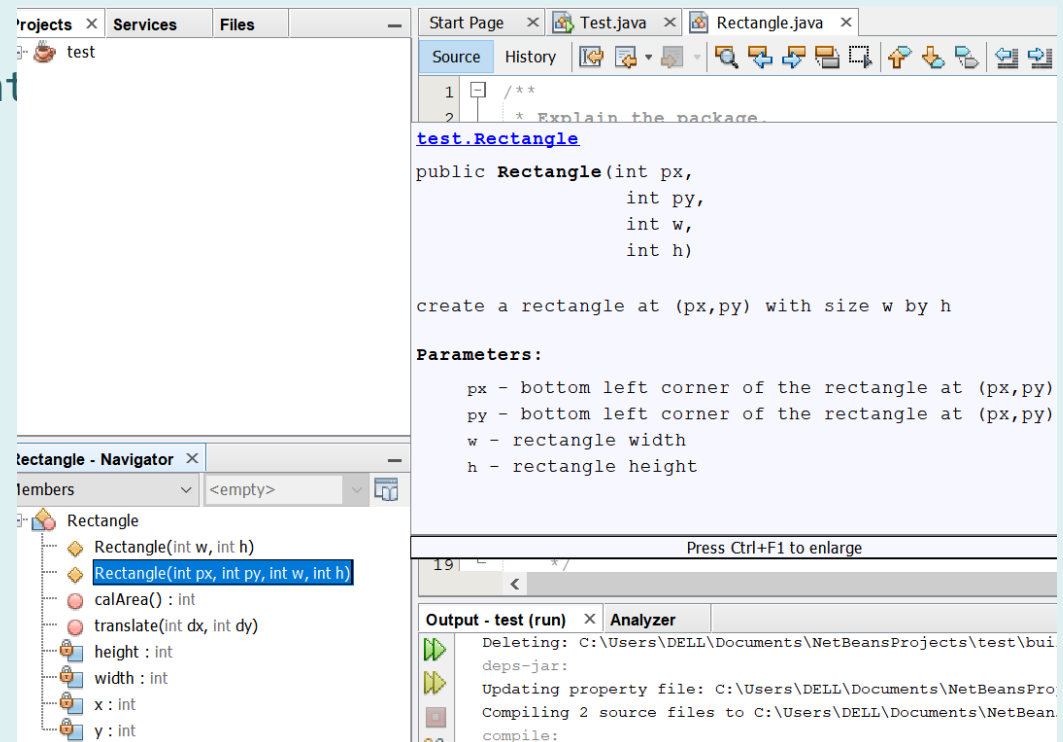 Projects Services Files
test
nt
Start Page Test.java Rectangle.java
Source History
1 /**
2 * Explain the package.
test.Rectangle
public Rectangle(int px,
int py,
int w,
int h)
create a rectangle at (px,py) with size w by h
Parameters:
px - bottom left corner of the rectangle at (px,py)
py - bottom left corner of the rectangle at (px,py)
w - rectangle width
h - rectangle height
Press Ctrl+F1 to enlarge
19 */
Rectangle - Navigator
Members <empty>
Rectangle
Rectangle(int w, int h)
Rectangle(int px, int py, int w, int h)
calArea() : int
translate(int dx, int dy)
height : int
width : int
x : int
y : int
Output - test (run) Analyzer
Deleting: C:\Users\DELL\Documents\NetBeansProjects\test\bui
deps-jar:
Updating property file: C:\Users\DELL\Documents\NetBeansPro
Compiling 2 source files to C:\Users\DELL\Documents\NetBean
compile: